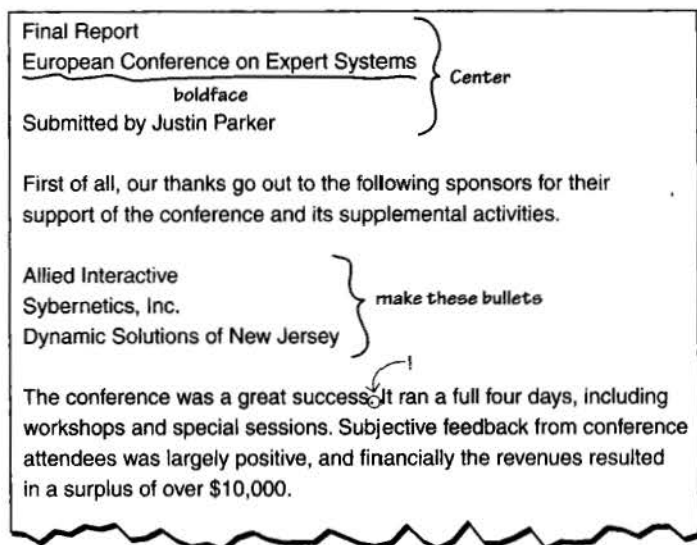 Final Report
European Conference on Expert Systems
Center
boldface
Submitted by Justin Parker
First of all, our thanks go out to the following sponsors for their
support of the conference and its supplemental activities.
Allied Interactive
Sybernetics, Inc.
make these bullets
Dynamic Solutions of New Jersey
!
The conference was a great success. It ran a full four days, including
workshops and special sessions. Subjective feedback from conference
attendees was largely positive, and financially the revenues resulted
in a surplus of over $10,000.